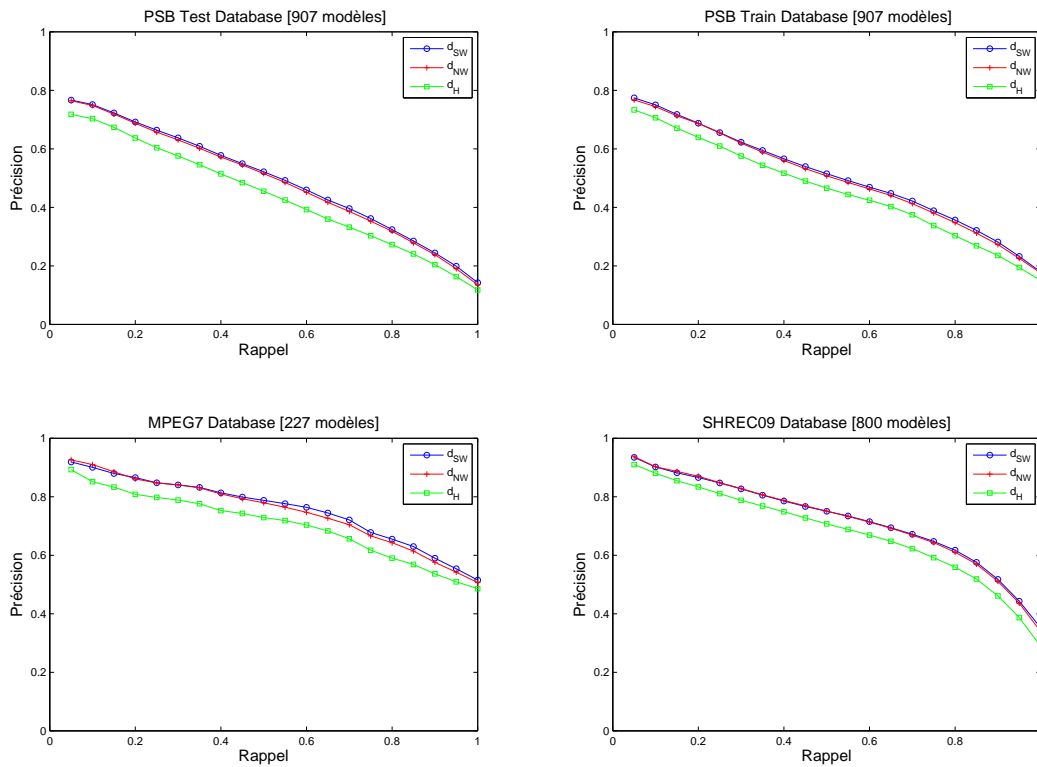 PSB Test Database [907 modèles]
1
0.8
0.6
0.4
0.2
0
0
0.2
0.4
0.6
0.8
1
Précision
Rappel
d_SW
d_NW
d_H
PSB Train Database [907 modèles]
1
0.8
0.6
0.4
0.2
0
0
0.2
0.4
0.6
0.8
Précision
Rappel
d_SW
d_NW
d_H
MPEG7 Database [227 modèles]
1
0.8
0.6
0.4
0.2
0
0
0.2
0.4
0.6
0.8
1
Précision
Rappel
d_SW
d_NW
d_H
SHREC09 Database [800 modèles]
1
0.8
0.6
0.4
0.2
0
0
0.2
0.4
0.6
0.8
Précision
Rappel
d_SW
d_NW
d_H